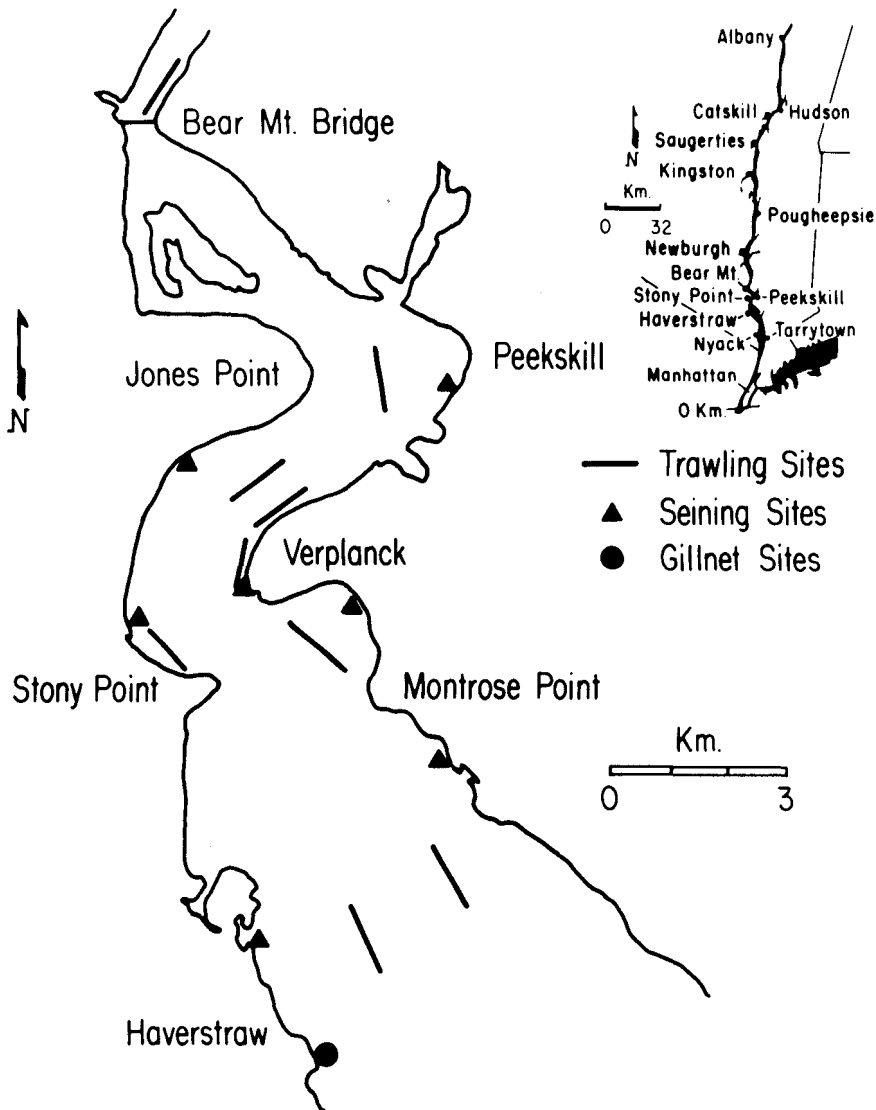 Bear Mt. Bridge
Jones Point
Peekskill
Verplanck
Stony Point
Montrose Point
Haverstraw
N
Albany
Catskill
Hudson
Saugerties
Kingston
N
Km.
0 32
Pougheepsie
Newburgh
Bear Mt.
Stony Point
Peekskill
Haverstraw
Tarrytown
Nyack
Manhattan
0 Km.
Trawling Sites
Seining Sites
Gillnet Sites
Km.
0 3